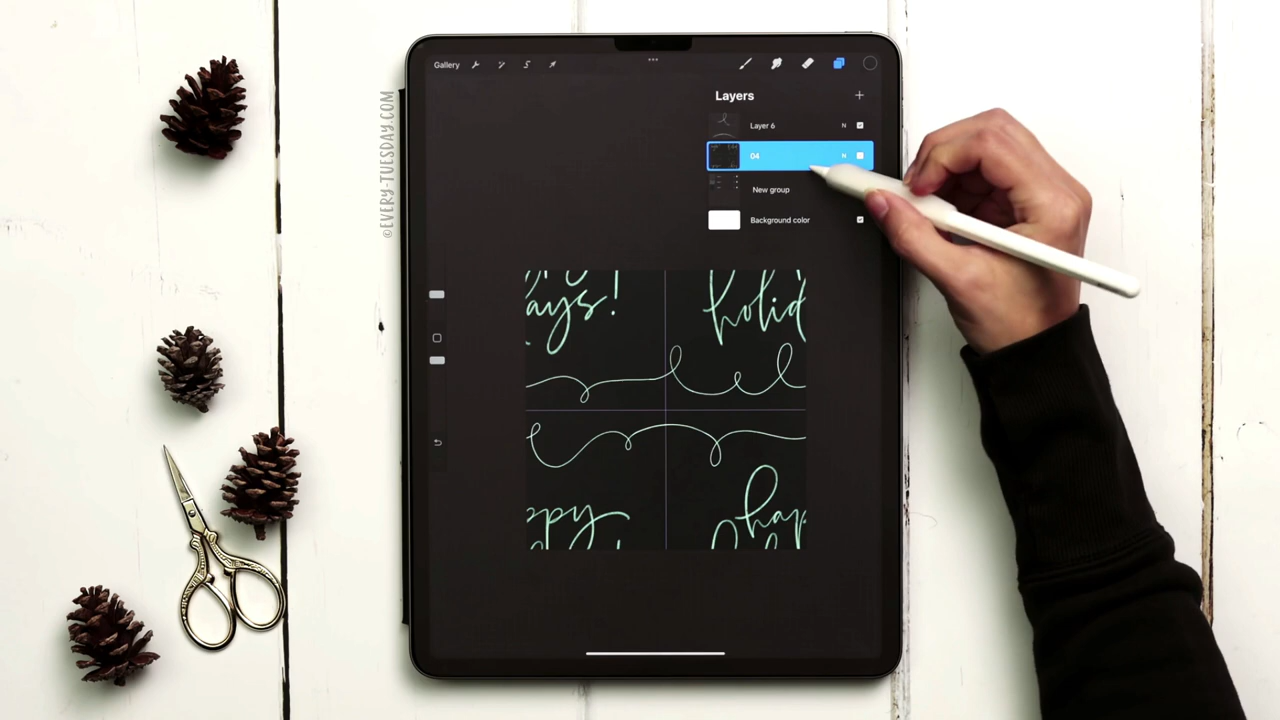 Gallery
Layers
Layer 6 N
04 N
New group
Background color
ays!
holid
ppy
hap
©EVERY-TUESDAY.COM